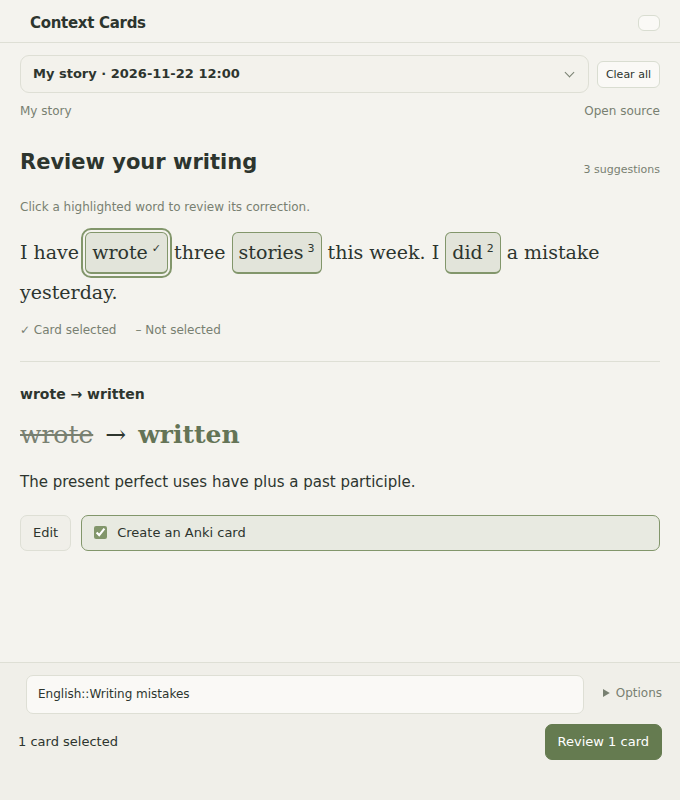 Context Cards
My story · 2026-11-22 12:00
Clear all
My story
Open source
Review your writing
3 suggestions
Click a highlighted word to review its correction.
I have wrote ✓ three stories 3 this week. I did 2 a mistake
yesterday.
✓ Card selected – Not selected
wrote → written
wrote → written
The present perfect uses have plus a past participle.
Edit
Create an Anki card
English::Writing mistakes
Options
1 card selected
Review 1 card